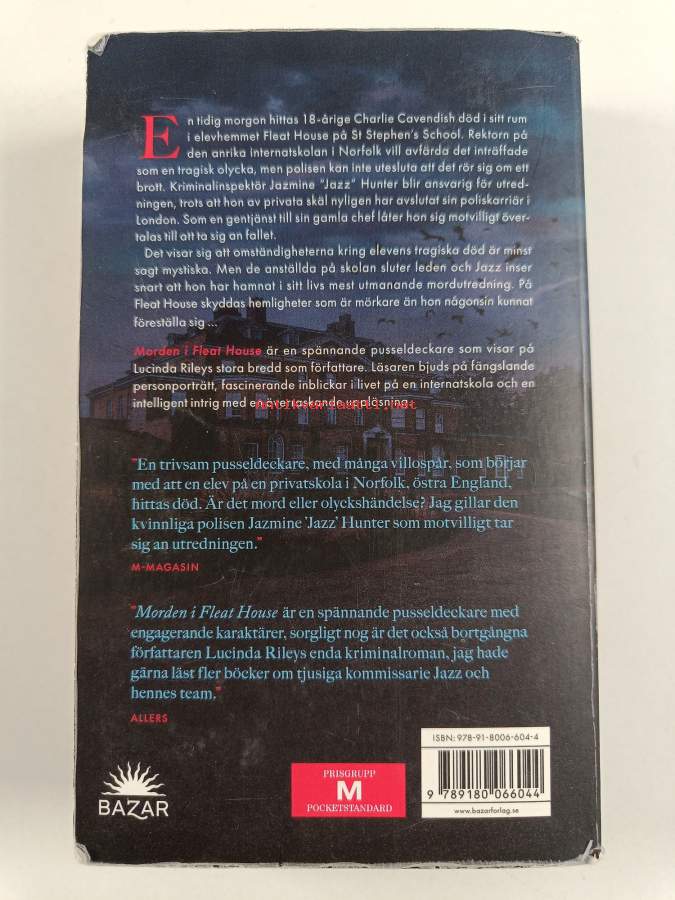 En tidig morgon hittas 18-årige Charlie Cavendish död i sitt rum
i elevhemmet Fleat House på St Stephen's School. Rektorn på
den anrika internatskolan i Norfolk vill avfärda det inträffade
som en tragisk olycka, men polisen kan inte utesluta att det rör sig om ett
brott. Kriminalinspektör Jazmine "Jazz" Hunter blir ansvarig för utred-
ningen, trots att hon av privata skäl nyligen har avslutat sin poliskarriär i
London. Som en gentjänst till sin gamla chef låter hon sig motvilligt över-
talas till att ta sig an fallet.
Det visar sig att omständigheterna kring elevens tragiska död är minst
sagt mystiska. Men de anställda på skolan sluter leden och Jazz inser
snart att hon har hamnat i sitt livs mest utmanande mordutredning. På
Fleat House skyddas hemligheter som är mörkare än hon någonsin kunnat
föreställa sig ...
Morden i Fleat House är en spännande pusseldeckare som visar på
Lucinda Rileys stora bredd som författare. Läsaren bjuds på fängslande
personporträtt, fascinerande inblickar i livet på en internatskola och en
intelligent intrig med en överraskande upplösning.
"En trivsam pusseldeckare, med många villospår, som börjar
med att en elev på en privatskola i Norfolk, östra England,
hittas död. Är det mord eller olyckshändelse? Jag gillar den
kvinnliga polisen Jazmine 'Jazz' Hunter som motvilligt tar
sig an utredningen."
M-MAGASIN
"Morden i Fleat House är en spännande pusseldeckare med
engagerande karaktärer, sorgligt nog är det också bortgångna
författaren Lucinda Rileys enda kriminalroman, jag hade
gärna läst fler böcker om tjusiga kommissarie Jazz och
hennes team."
ALLERS
BAZAR
PRISGRUPP
M
POCKETSTANDARD
ISBN: 978-91-8006-604-4
9 789180 066044
www.bazarforlag.se